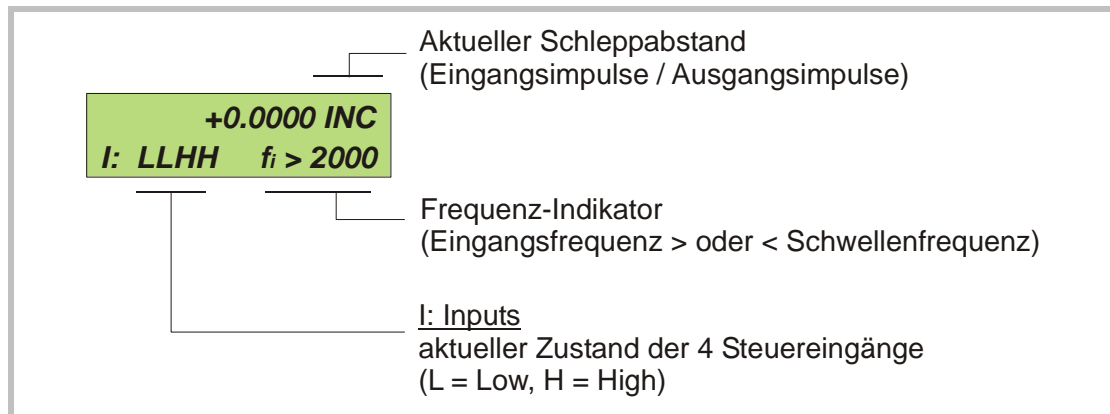 Aktueller Schleppabstand
(Eingangsimpulse / Ausgangsimpulse)
+0.0000 INC
I: LLHH fi > 2000
Frequenz-Indikator
(Eingangsfrequenz > oder < Schwellenfrequenz)
I: Inputs
aktueller Zustand der 4 Steuereingänge
(L = Low, H = High)